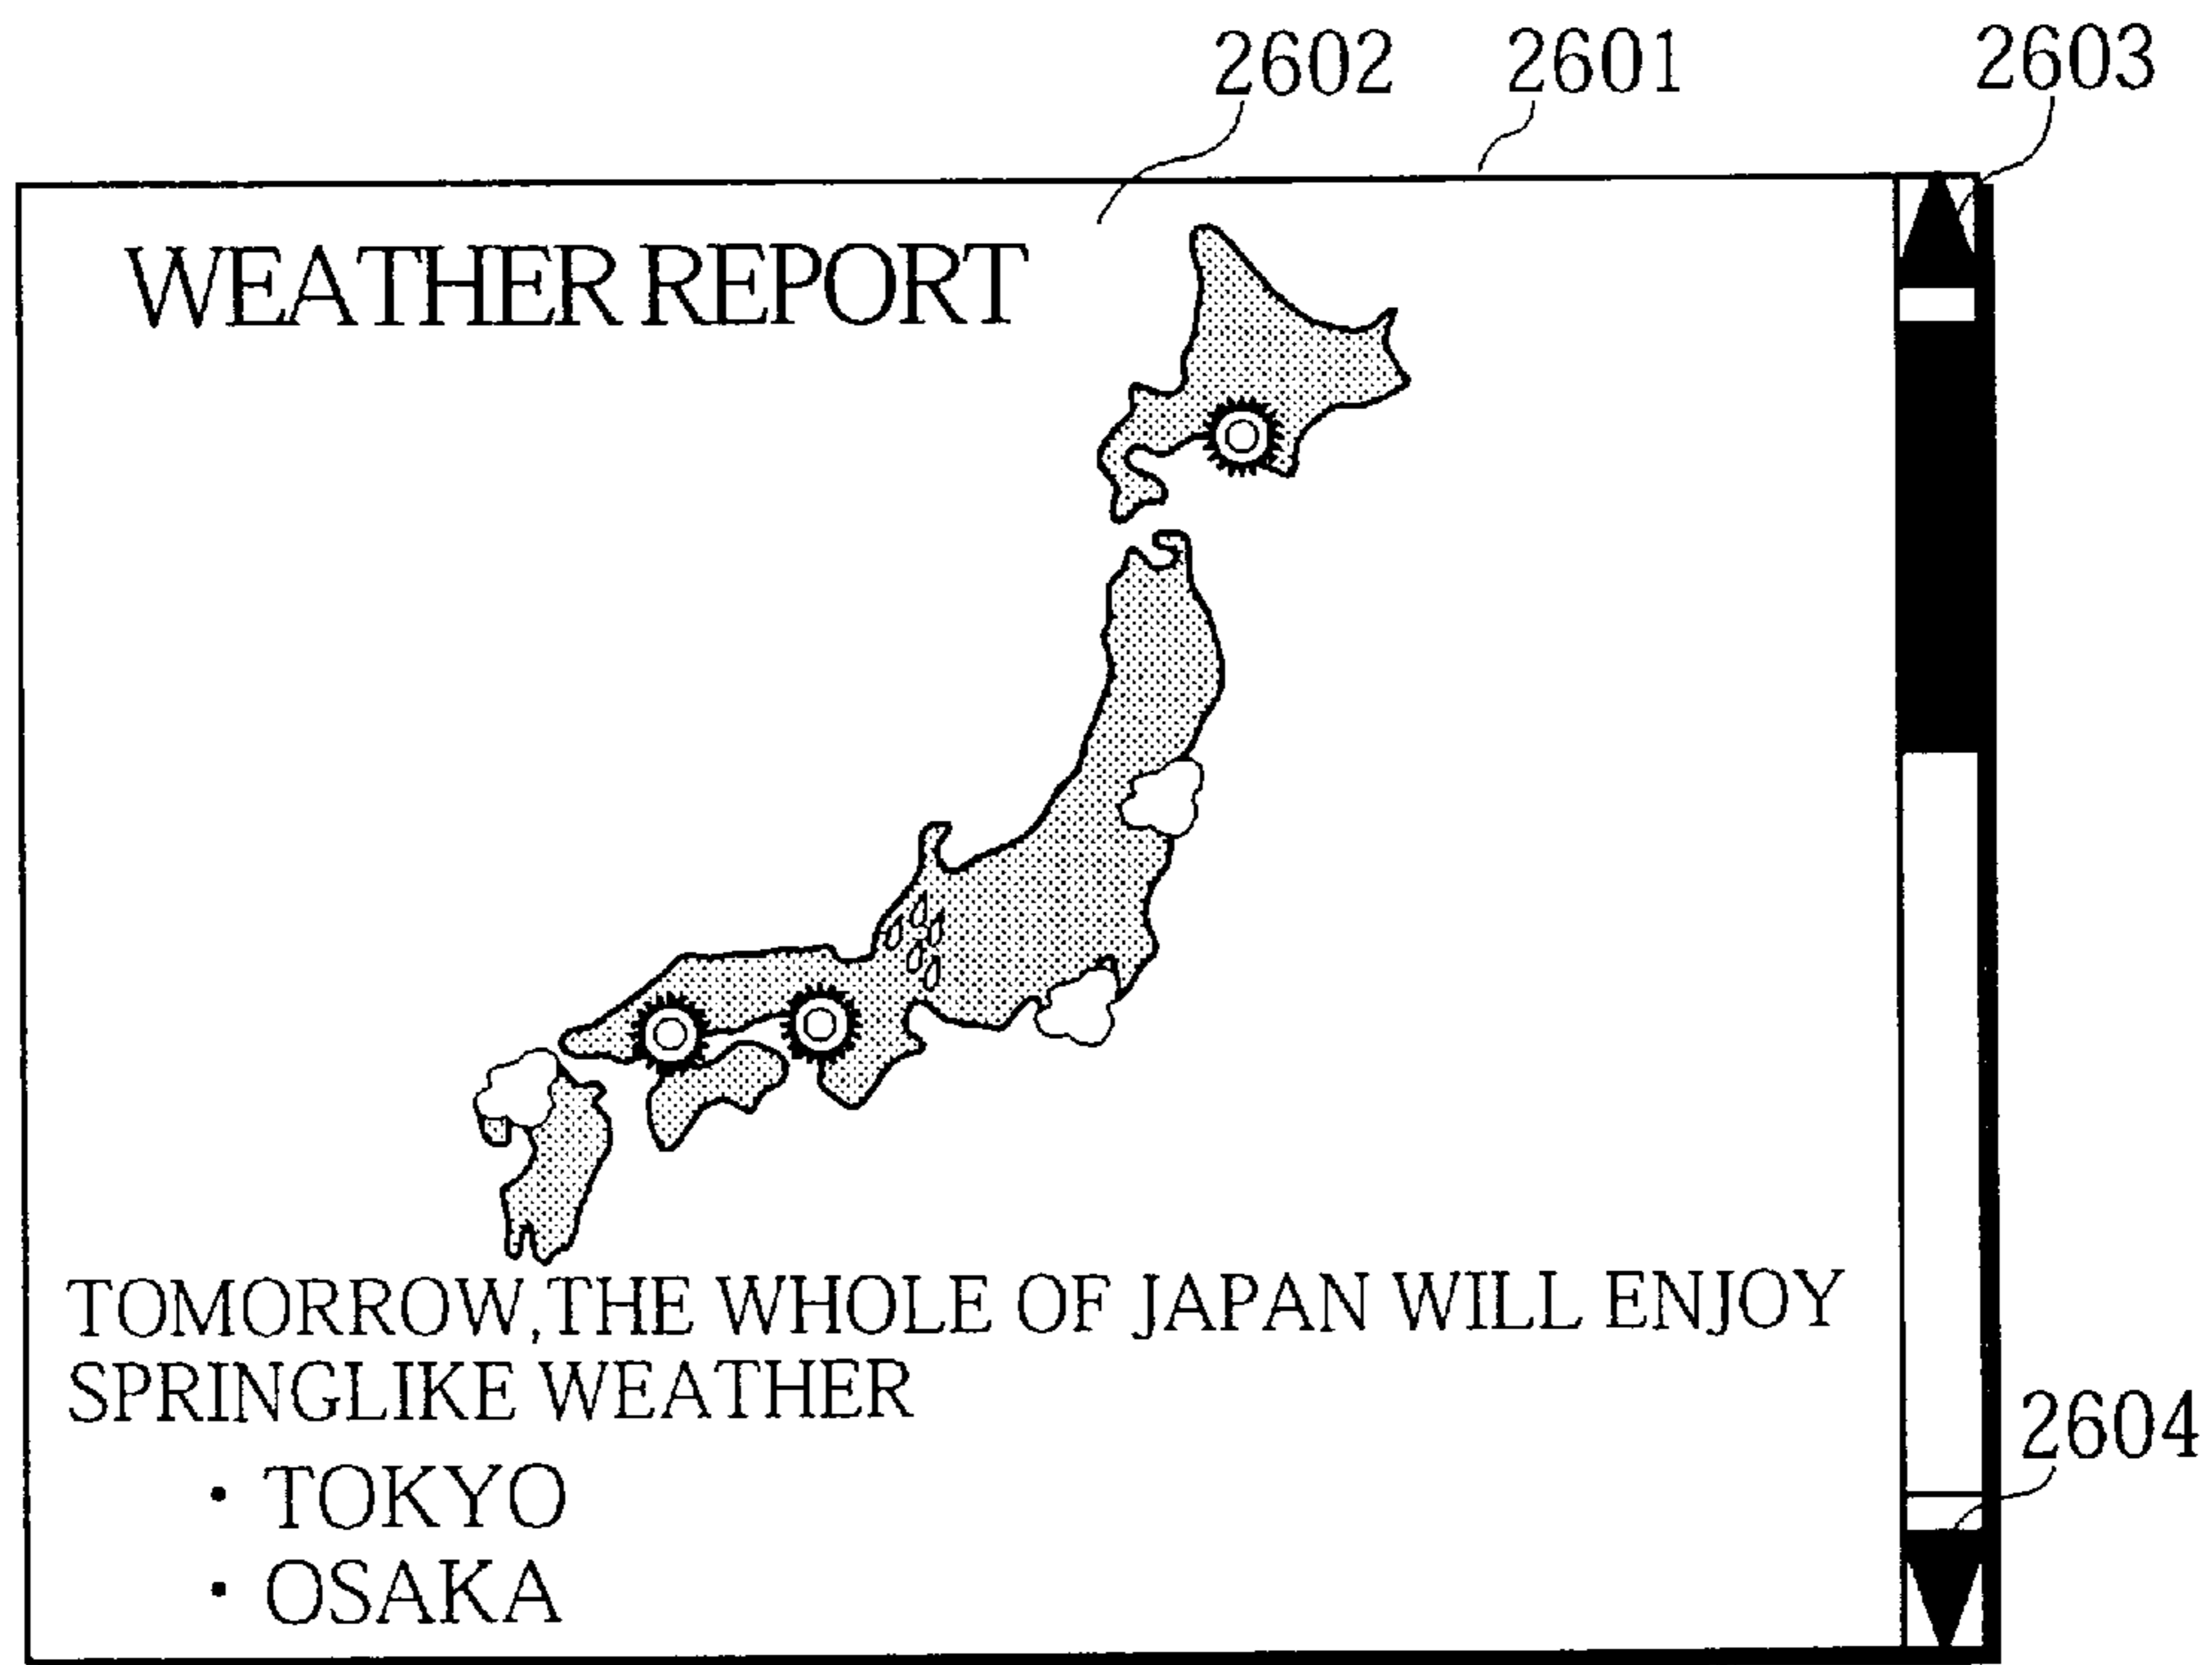 2602 2601 2603
WEATHER REPORT
TOMORROW, THE WHOLE OF JAPAN WILL ENJOY
SPRINGLIKE WEATHER
2604
・TOKYO
・OSAKA